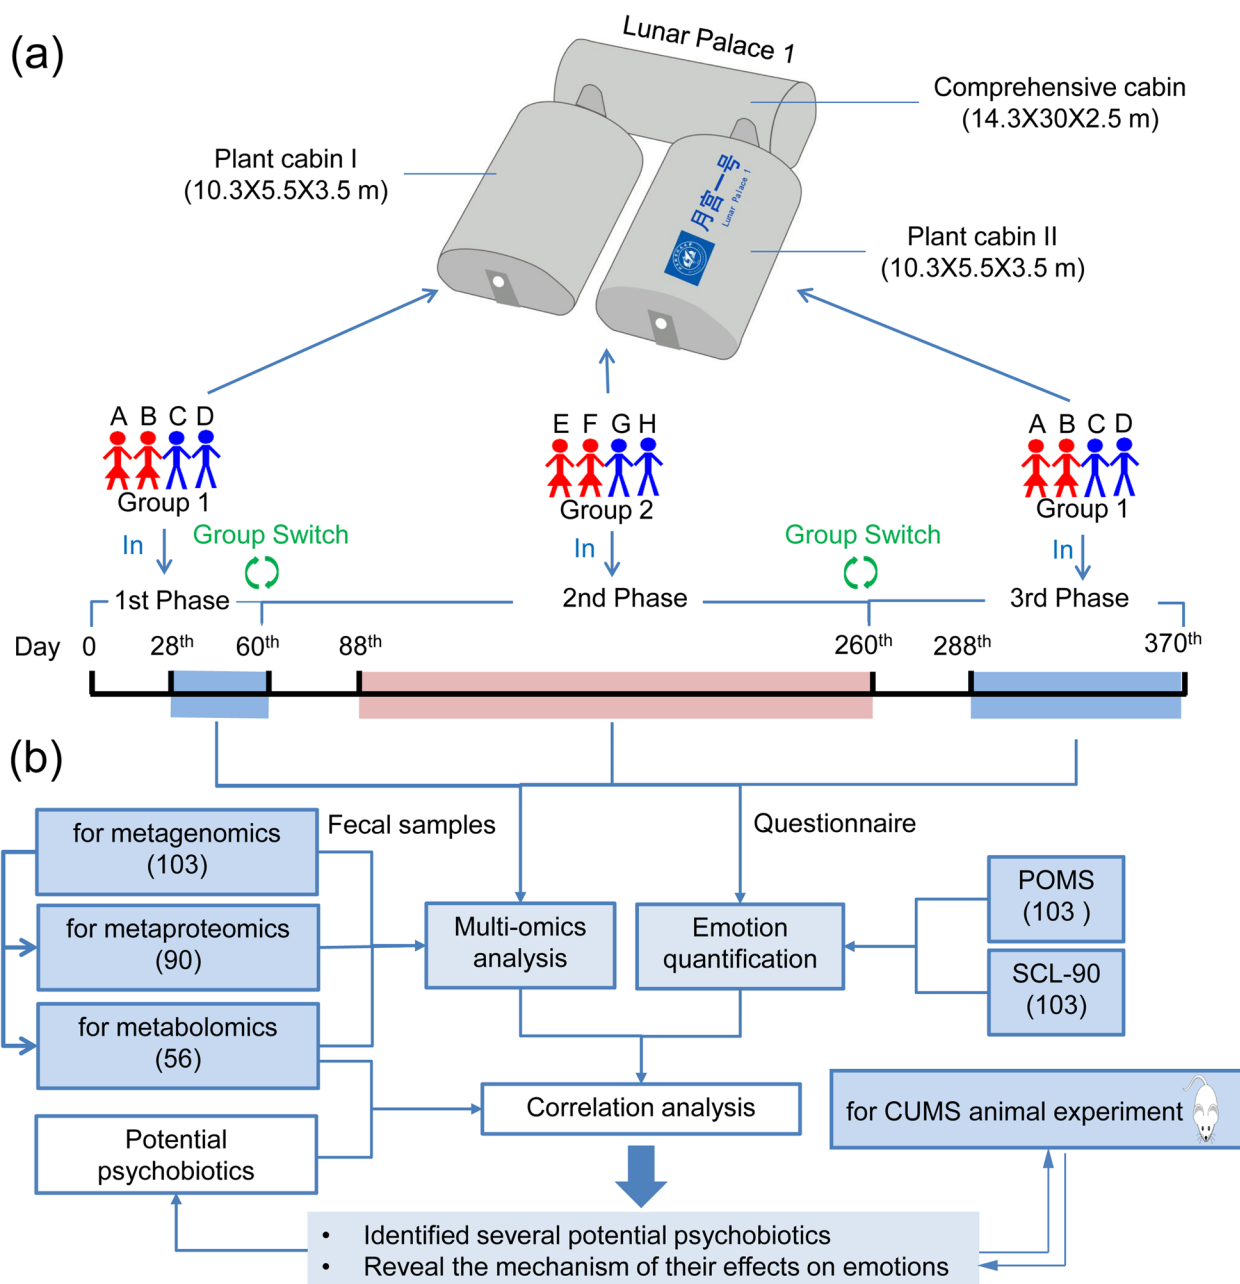 (a)
Lunar Palace 1
Comprehensive cabin
(14.3X30X2.5 m)
Plant cabin I
(10.3X5.5X3.5 m)
月宫一号
Lunar Palace 1
Plant cabin II
(10.3X5.5X3.5 m)
A B C D
Group 1
E F G H
Group 2
A B C D
Group 1
In
Group Switch
In
Group Switch
In
1st Phase
2nd Phase
3rd Phase
Day 0 28th 60th 88th 260th 288th 370th
(b)
for metagenomics
(103)
Fecal samples
Questionnaire
for metaproteomics
(90)
Multi-omics
analysis
Emotion
quantification
POMS
(103 )
SCL-90
(103)
for metabolomics
(56)
Correlation analysis
for CUMS animal experiment
Potential
psychobiotics
• Identified several potential psychobiotics
• Reveal the mechanism of their effects on emotions